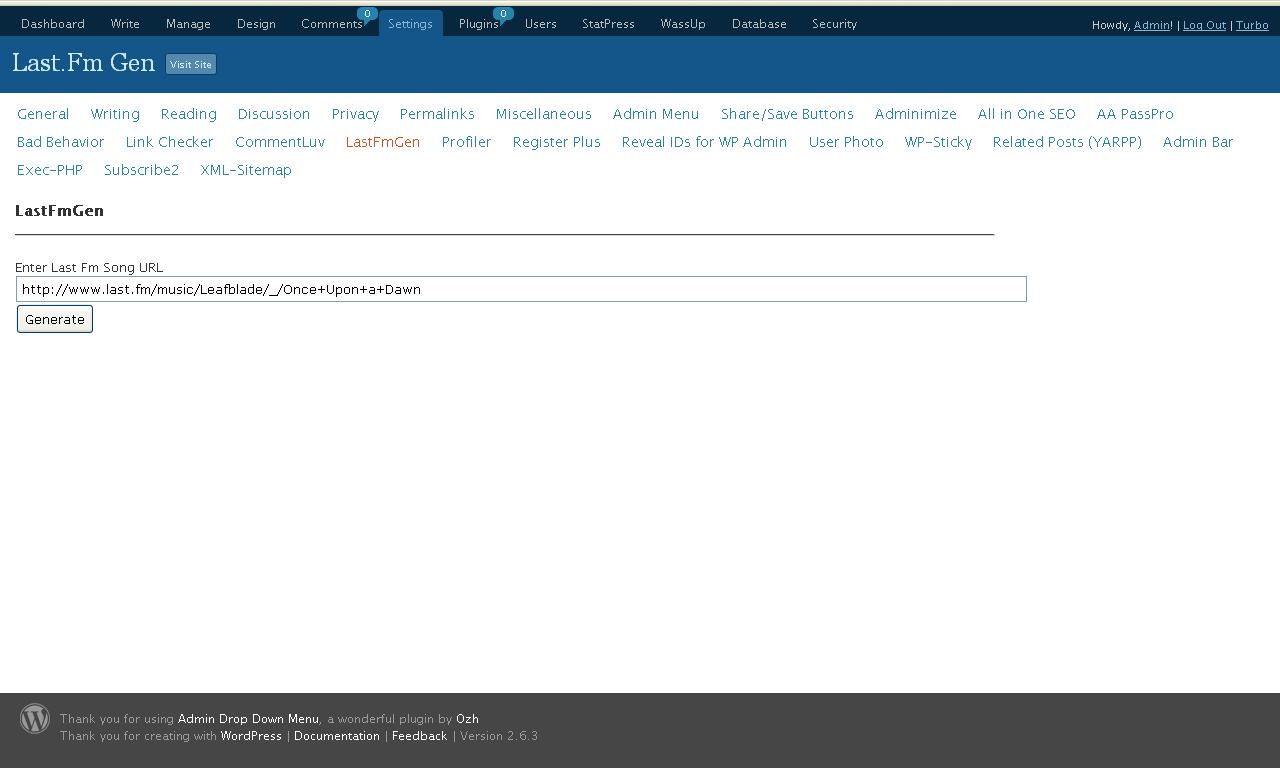 Dashboard Write Manage Design Comments 0 Settings Plugins 0 Users StatPress WassUp Database Security Howdy, Admin! | Log Out | Turbo
Last.Fm Gen Visit Site
General Writing Reading Discussion Privacy Permalinks Miscellaneous Admin Menu Share/Save Buttons Adminimize All in One SEO AA PassPro
Bad Behavior Link Checker CommentLuv LastFmGen Profiler Register Plus Reveal IDs for WP Admin User Photo WP-Sticky Related Posts (YARPP) Admin Bar
Exec-PHP Subscribe2 XML-Sitemap
LastFmGen
Enter Last Fm Song URL
http://www.last.fm/music/Leafblade/_/Once+Upon+a+Dawn
Generate
Thank you for using Admin Drop Down Menu, a wonderful plugin by Ozh
Thank you for creating with WordPress | Documentation | Feedback | Version 2.6.3